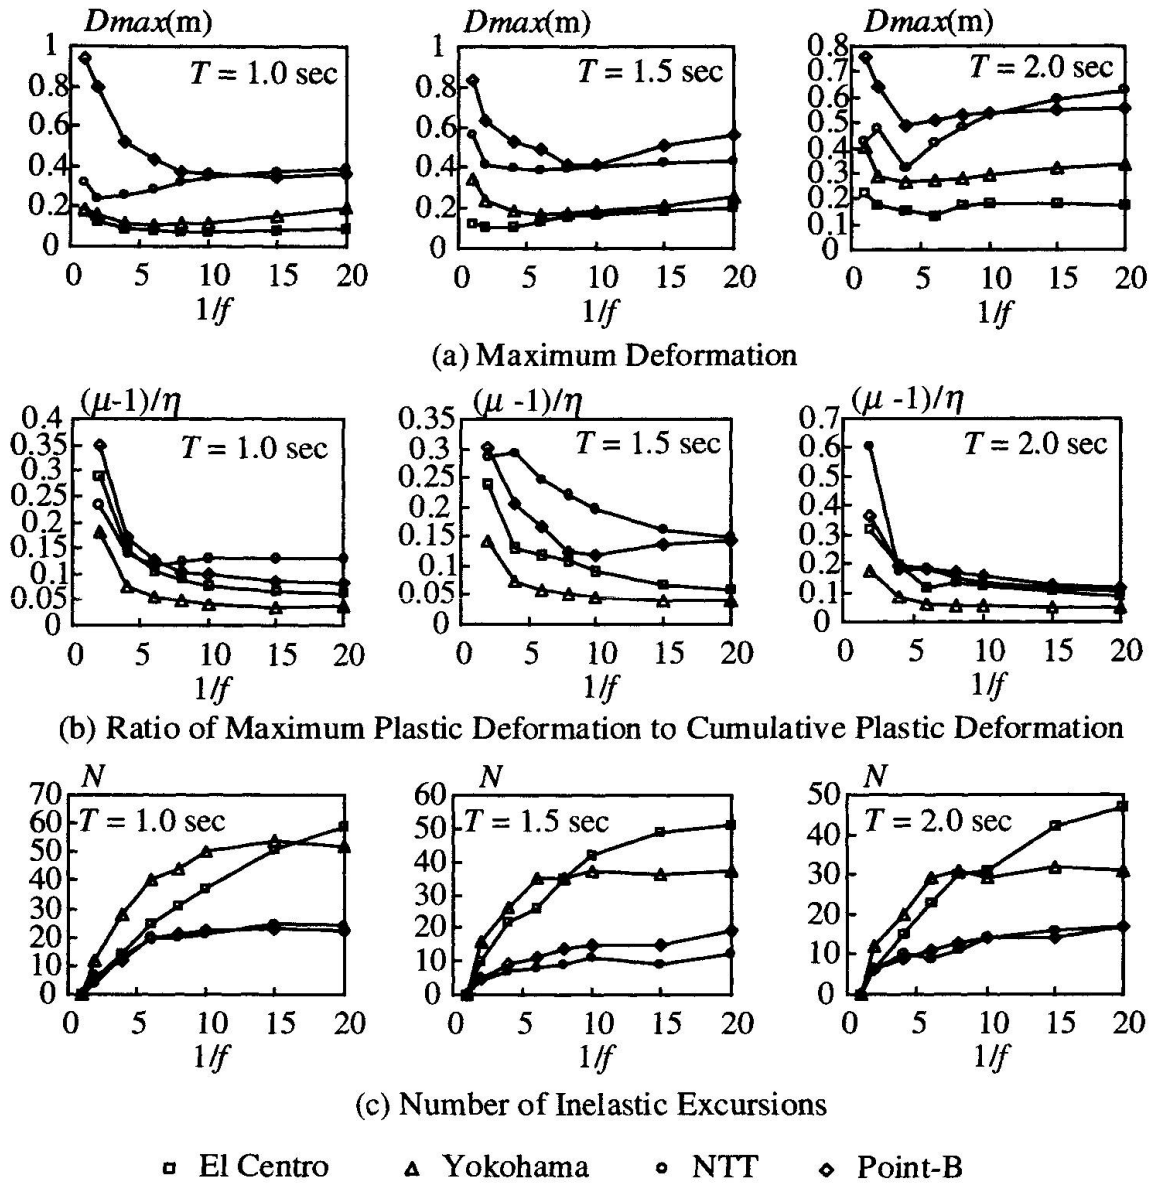 Dmax(m) Dmax(m) Dmax(m)
1 1 0.8
T = 1.0 sec T = 1.5 sec T = 2.0 sec
0.8 0.8 0.7
0.6 0.6 0.6
0.5
0.4 0.4 0.4
0.3
0.2 0.2 0.2
0.1
0 0 0
0 5 10 15 20 0 5 10 15 20 0 5 10 15 20
1/f 1/f 1/f
(a) Maximum Deformation
(μ-1)/η (μ -1)/η (μ -1)/η
0.4 0.35 0.7
T = 1.0 sec T = 1.5 sec T = 2.0 sec
0.35 0.3 0.6
0.3 0.25 0.5
0.25 0.2 0.4
0.2 0.15 0.3
0.15 0.1 0.2
0.1 0.05 0.1
0.05
0 0 0
0 5 10 15 20 0 5 10 15 20 0 5 10 15 20
1/f 1/f 1/f
(b) Ratio of Maximum Plastic Deformation to Cumulative Plastic Deformation
N N N
70 60 50
T = 1.0 sec T = 1.5 sec T = 2.0 sec
60 50 40
50 40 30
40 30 20
30 20 10
20 10
10
0 0 0
0 5 10 15 20 0 5 10 15 20 0 5 10 15 20
1/f 1/f 1/f
(c) Number of Inelastic Excursions
El Centro Yokohama NTT Point-B